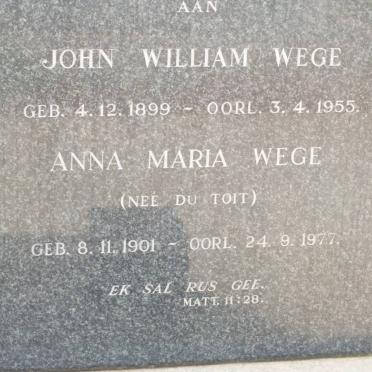 AAN
JOHN WILLIAM WEGE
GEB. 4.12.1899 ~ OORL. 3.4.1955.
ANNA MARIA WEGE
(NEÉ DU TOIT)
GEB. 8.11.1901 ~ OORL. 24.9.1977.
EK SAL RUS GEE.
MATT. 11:28.